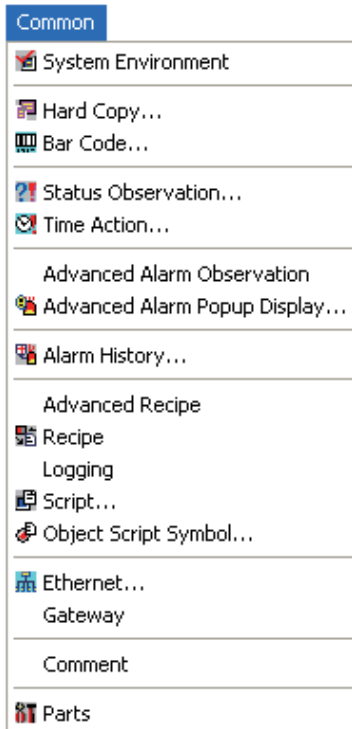 Common
System Environment
Hard Copy...
Bar Code...
Status Observation...
Time Action...
Advanced Alarm Observation
Advanced Alarm Popup Display...
Alarm History...
Advanced Recipe
Recipe
Logging
Script...
Object Script Symbol...
Ethernet...
Gateway
Comment
Parts